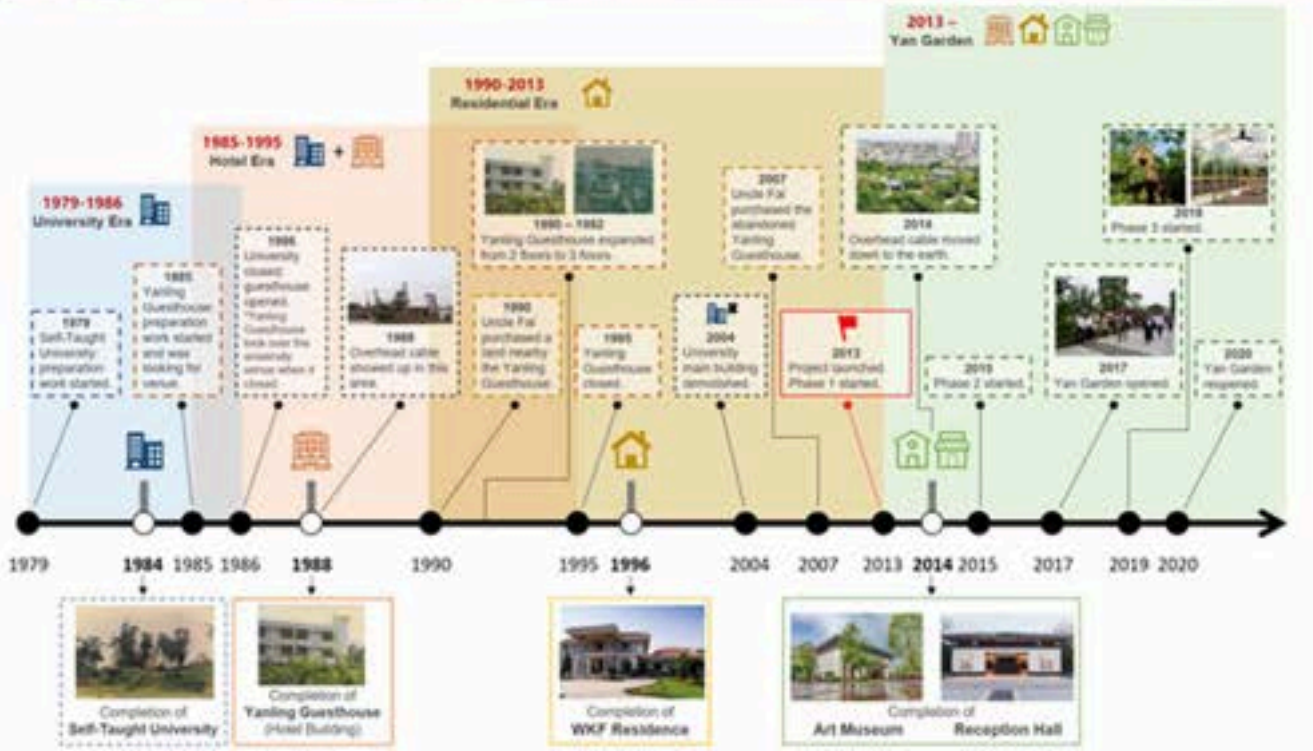 2013 –
Yan Garden
1990-2013
Residential Era
1985-1995
Hotel Era
+
1979-1986
University Era
1979
Self-Taught
University
preparation
work started.
1985
Yanling
Guesthouse
preparation
work started
and was
looking for
venue.
1986
University
closed;
guesthouse
opened.
*Yanling
Guesthouse
took over the
university
venue when it
closed.
1988
Overhead cable
showed up in this
area.
1990 – 1992
Yanling Guesthouse expanded
from 2 floors to 3 floors.
1990
Uncle Fai
purchased a
land nearby
the Yanling
Guesthouse.
1995
Yanling
Guesthouse
closed.
2004
University
main building
demolished.
2007
Uncle Fai
purchased the
abandoned
Yanling
Guesthouse.
2013
Project launched.
Phase 1 started.
2014
Overhead cable moved
down to the earth.
2015
Phase 2 started.
2017
Yan Garden opened.
2019
Phase 3 started.
2020
Yan Garden
reopened.
1979 1984 1985 1986 1988 1990 1995 1996 2004 2007 2013 2014 2015 2017 2019 2020
Completion of
Self-Taught University
Completion of
Yanling Guesthouse
(Hotel Building)
Completion of
WKF Residence
Completion of
Art Museum Reception Hall